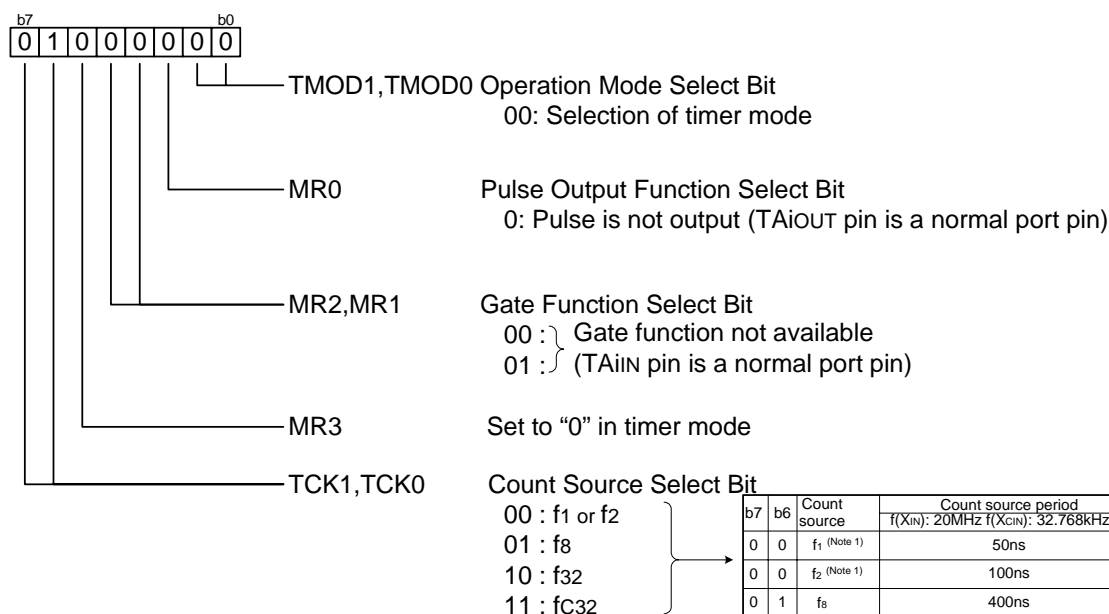 b7 b0
0 1 0 0 0 0 0 0
TMOD1,TMOD0 Operation Mode Select Bit
00: Selection of timer mode
MR0 Pulse Output Function Select Bit
0: Pulse is not output (TAiOUT pin is a normal port pin)
MR2,MR1 Gate Function Select Bit
00 : Gate function not available
01 : (TAiIN pin is a normal port pin)
MR3 Set to “0” in timer mode
TCK1,TCK0 Count Source Select Bit
00 : f1 or f2
01 : f8
10 : f32
11 : fC32
b7 b6 Count source Count source period
f(XIN): 20MHz f(XCIN): 32.768kHz
0 0 f1 (Note 1) 50ns
0 0 f2 (Note 1) 100ns
0 1 f8 400ns